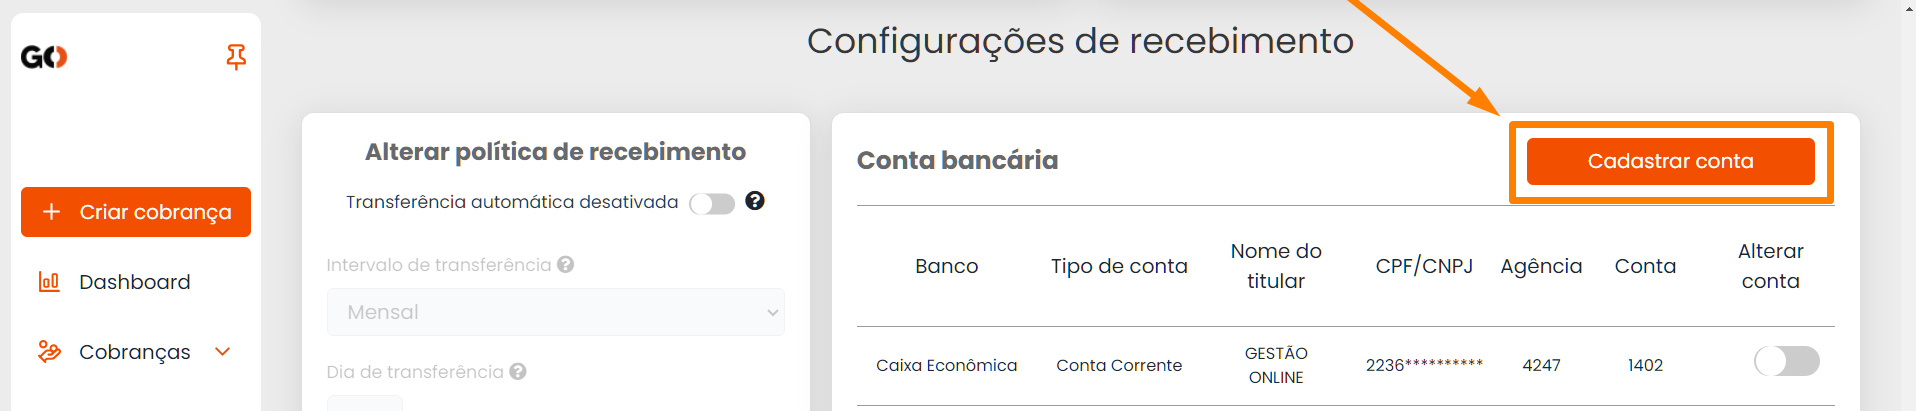 GO
Criar cobrança
Dashboard
Cobranças
Configurações de recebimento
Alterar política de recebimento
Transferência automática desativada ?
Intervalo de transferência ?
Mensal
Dia de transferência ?
Conta bancária
Cadastrar conta
Banco Tipo de conta Nome do titular CPF/CNPJ Agência Conta Alterar conta
Caixa Econômica Conta Corrente GESTÃO ONLINE 2236********** 4247 1402